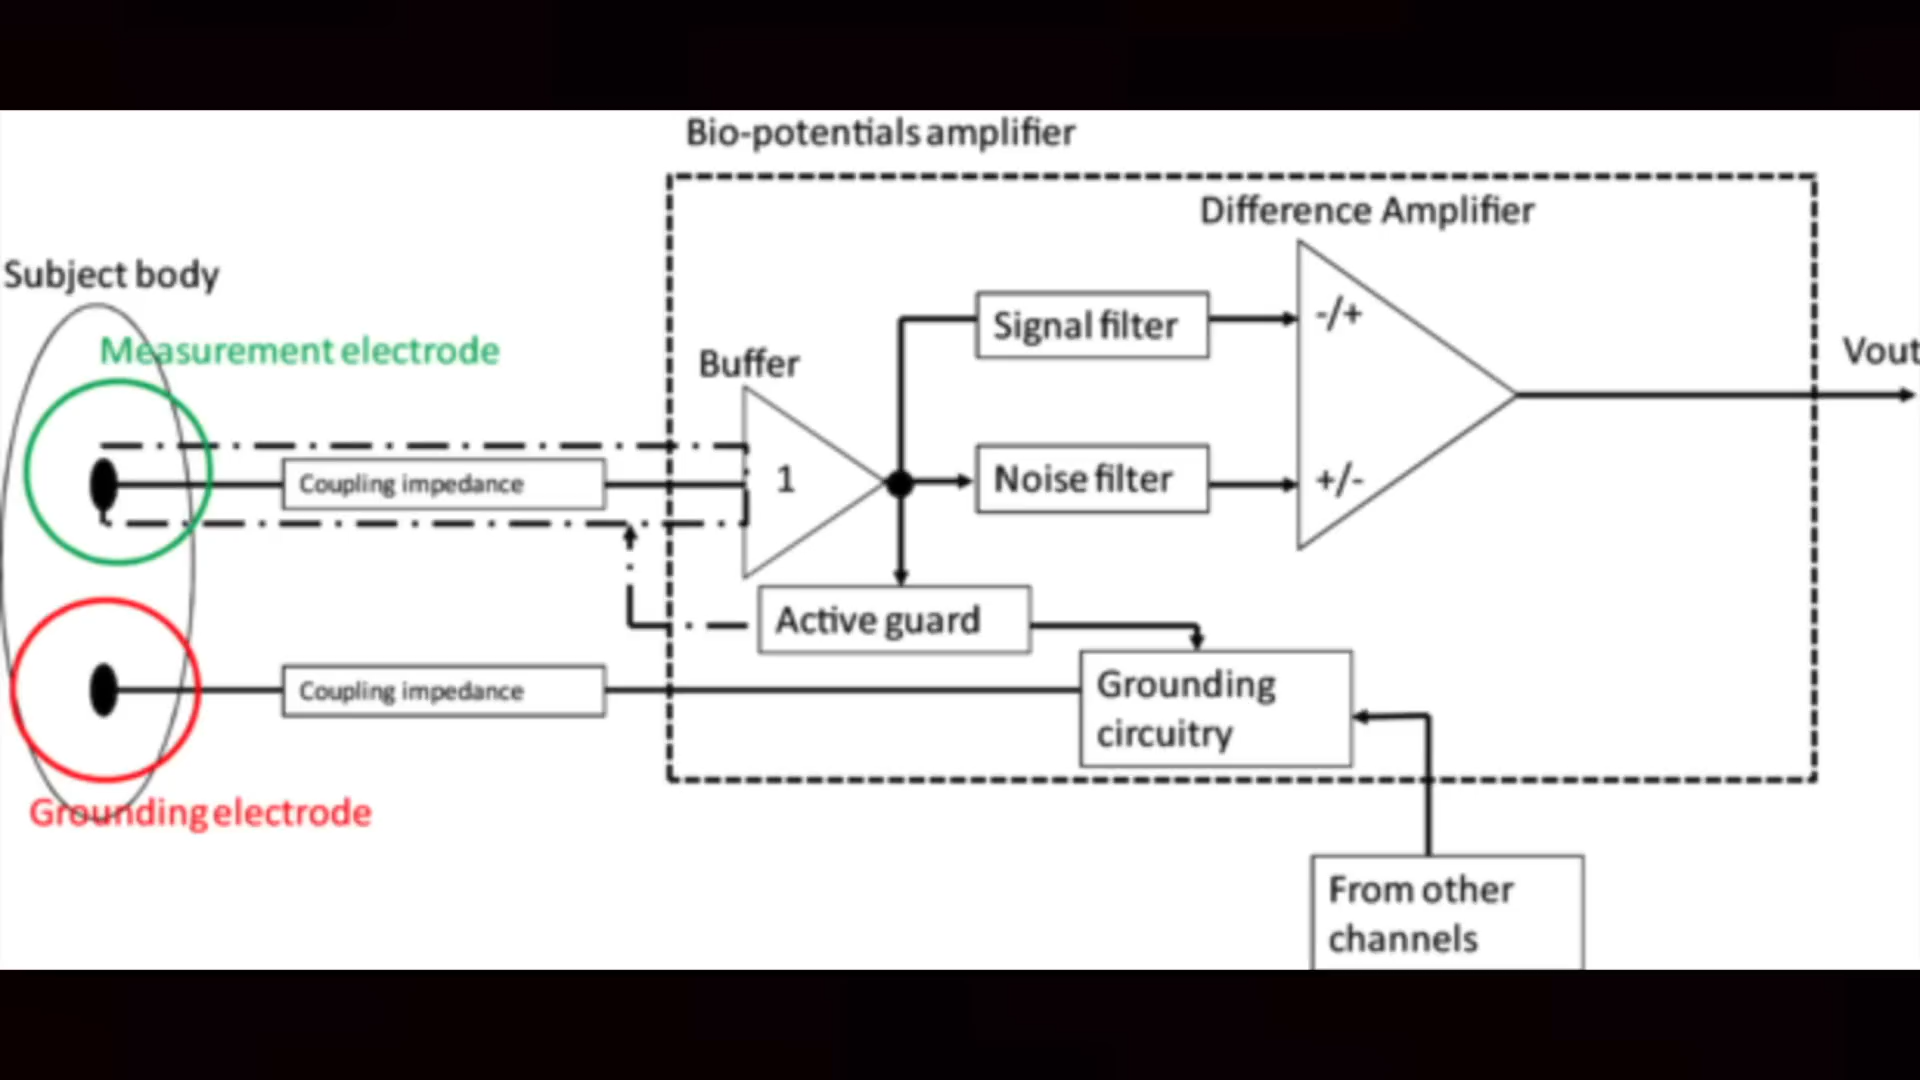 Bio-potentials amplifier
Difference Amplifier
Subject body
Measurement electrode
Buffer
Signal filter
-/+
Vout
Coupling impedance
1
Noise filter
+/-
Active guard
Coupling impedance
Grounding
circuitry
Grounding electrode
From other
channels